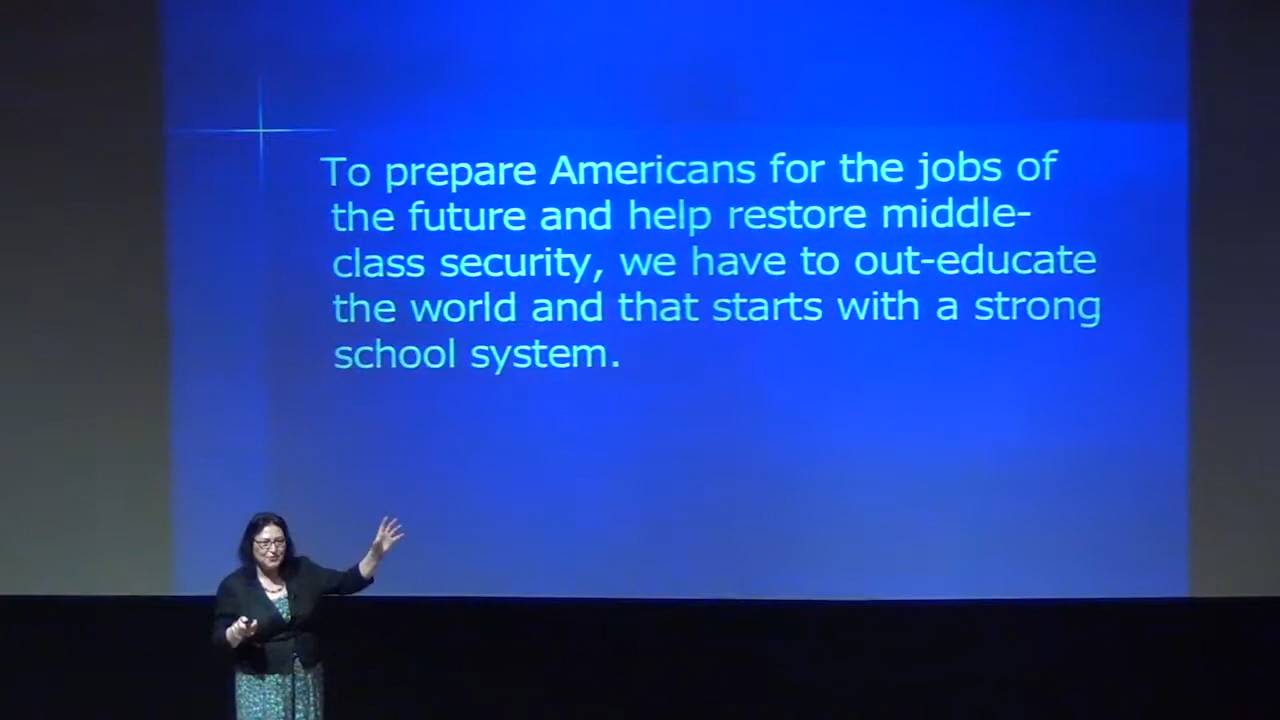 To prepare Americans for the jobs of
the future and help restore middle-
class security, we have to out-educate
the world and that starts with a strong
school system.